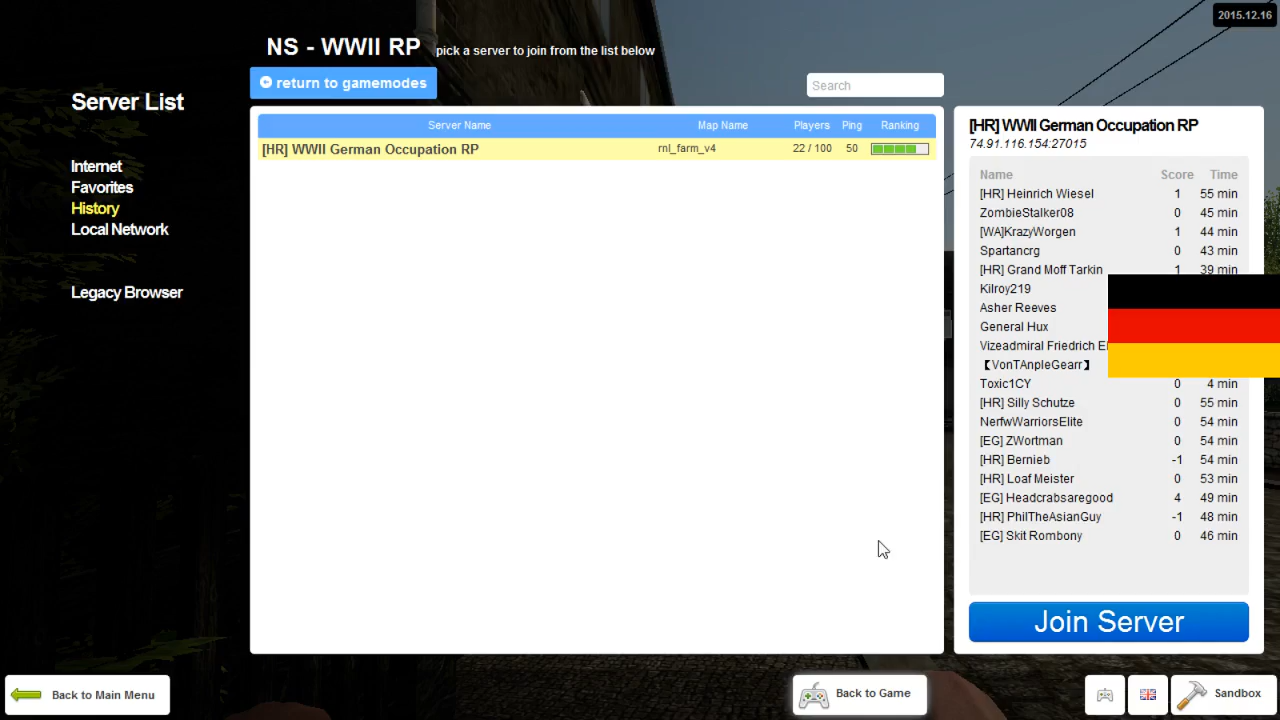 2015.12.16
NS - WWII RP pick a server to join from the list below
return to gamemodes
Search
Server List
Internet
Favorites
History
Local Network
Legacy Browser
Server Name Map Name Players Ping Ranking
[HR] WWII German Occupation RP rnl_farm_v4 22 / 100 50
[HR] WWII German Occupation RP
74.91.116.154:27015
Name Score Time
[HR] Heinrich Wiesel 1 55 min
ZombieStalker08 0 45 min
[WA]KrazyWorgen 1 44 min
Spartancrg 0 43 min
[HR] Grand Moff Tarkin 1 39 min
Kilroy219
Asher Reeves
General Hux
Vizeadmiral Friedrich
【VonTAnpleGearr】
Toxic1CY 0 4 min
[HR] Silly Schutze 0 55 min
NerfwWarriorsElite 0 54 min
[EG] ZWortman 0 54 min
[HR] Bernieb -1 54 min
[HR] Loaf Meister 0 53 min
[EG] Headcrabsaregood 4 49 min
[HR] PhilTheAsianGuy -1 48 min
[EG] Skit Rombony 0 46 min
Join Server
Back to Main Menu
Back to Game
Sandbox